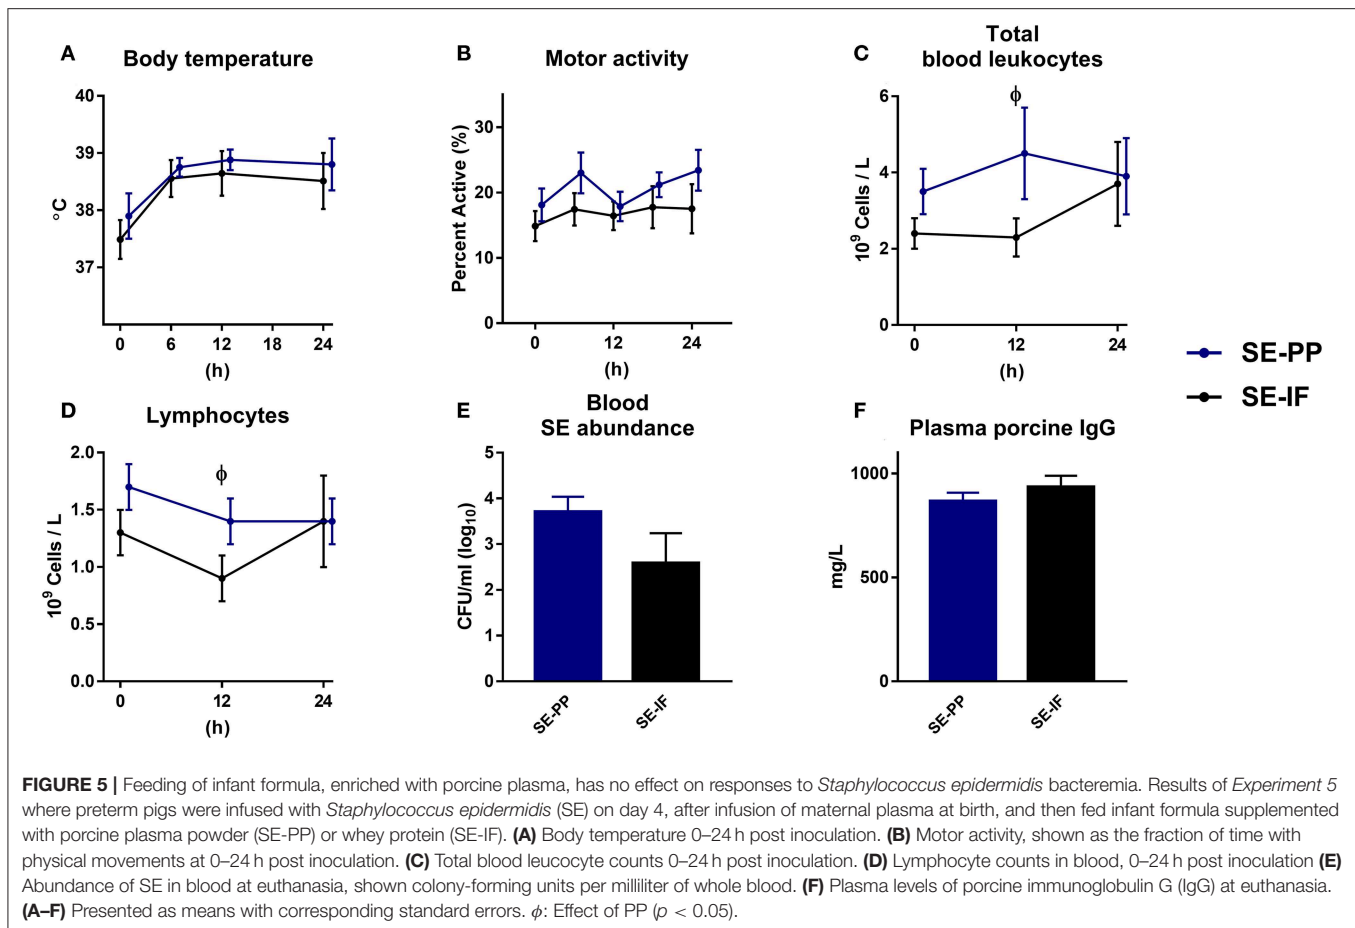 A
Body temperature
40
39
38
37
°C
0 6 12 18 24
(h)
B
Motor activity
30
20
10
0
Percent Active (%)
0 12 24
(h)
C
Total
blood leukocytes
ϕ
6
4
2
0
10⁹ Cells / L
0 12 24
(h)
SE-PP
SE-IF
D
Lymphocytes
ϕ
2.0
1.5
1.0
0.5
0.0
10⁹ Cells / L
0 12 24
(h)
E
Blood
SE abundance
5
4
3
2
1
0
CFU/ml (log₁₀)
SE-PP SE-IF
F
Plasma porcine IgG
1000
500
0
mg/L
SE-PP SE-IF
FIGURE 5 | Feeding of infant formula, enriched with porcine plasma, has no effect on responses to Staphylococcus epidermidis bacteremia. Results of Experiment 5
where preterm pigs were infused with Staphylococcus epidermidis (SE) on day 4, after infusion of maternal plasma at birth, and then fed infant formula supplemented
with porcine plasma powder (SE-PP) or whey protein (SE-IF). (A) Body temperature 0–24 h post inoculation. (B) Motor activity, shown as the fraction of time with
physical movements at 0–24 h post inoculation. (C) Total blood leucocyte counts 0–24 h post inoculation. (D) Lymphocyte counts in blood, 0–24 h post inoculation (E)
Abundance of SE in blood at euthanasia, shown colony-forming units per milliliter of whole blood. (F) Plasma levels of porcine immunoglobulin G (IgG) at euthanasia.
(A–F) Presented as means with corresponding standard errors. ϕ: Effect of PP (p < 0.05).